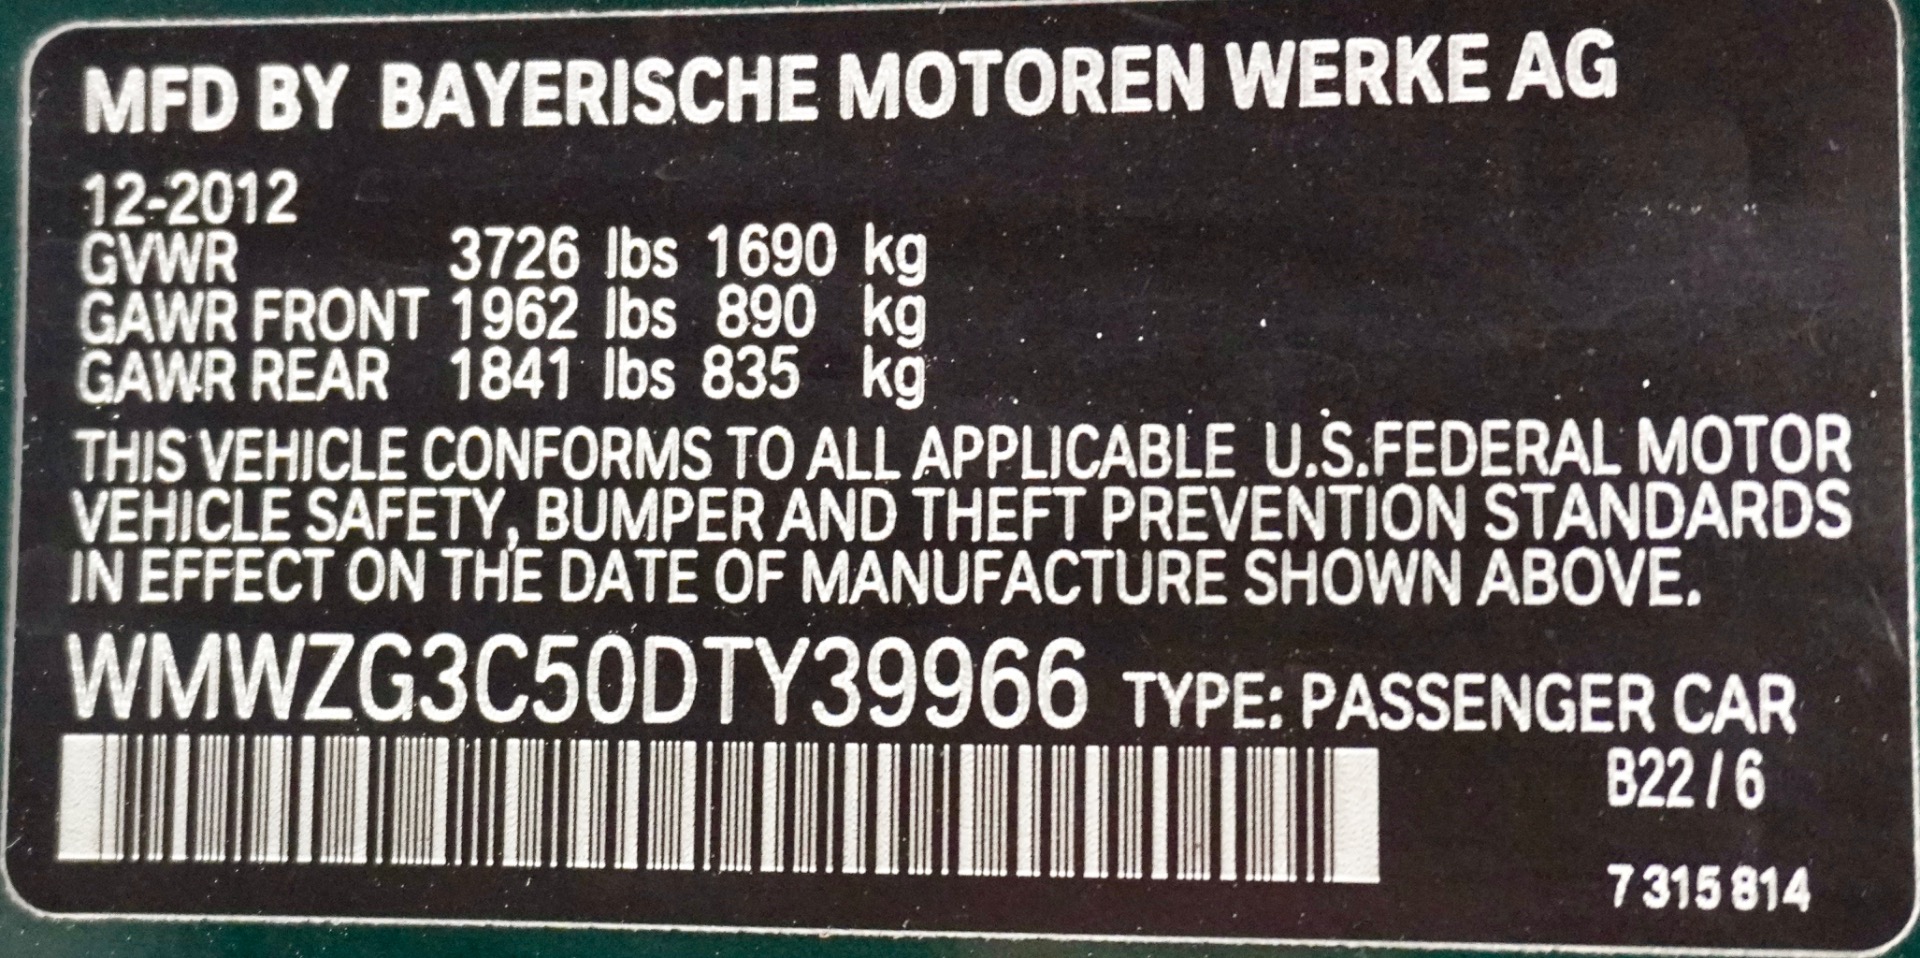 MFD BY BAYERISCHE MOTOREN WERKE AG
12-2012
GVWR 3726 lbs 1690 kg
GAWR FRONT 1962 lbs 890 kg
GAWR REAR 1841 lbs 835 kg
THIS VEHICLE CONFORMS TO ALL APPLICABLE U.S.FEDERAL MOTOR
VEHICLE SAFETY, BUMPER AND THEFT PREVENTION STANDARDS
IN EFFECT ON THE DATE OF MANUFACTURE SHOWN ABOVE.
WMWZG3C50DTY39966 TYPE: PASSENGER CAR
B22 / 6
7 315 814